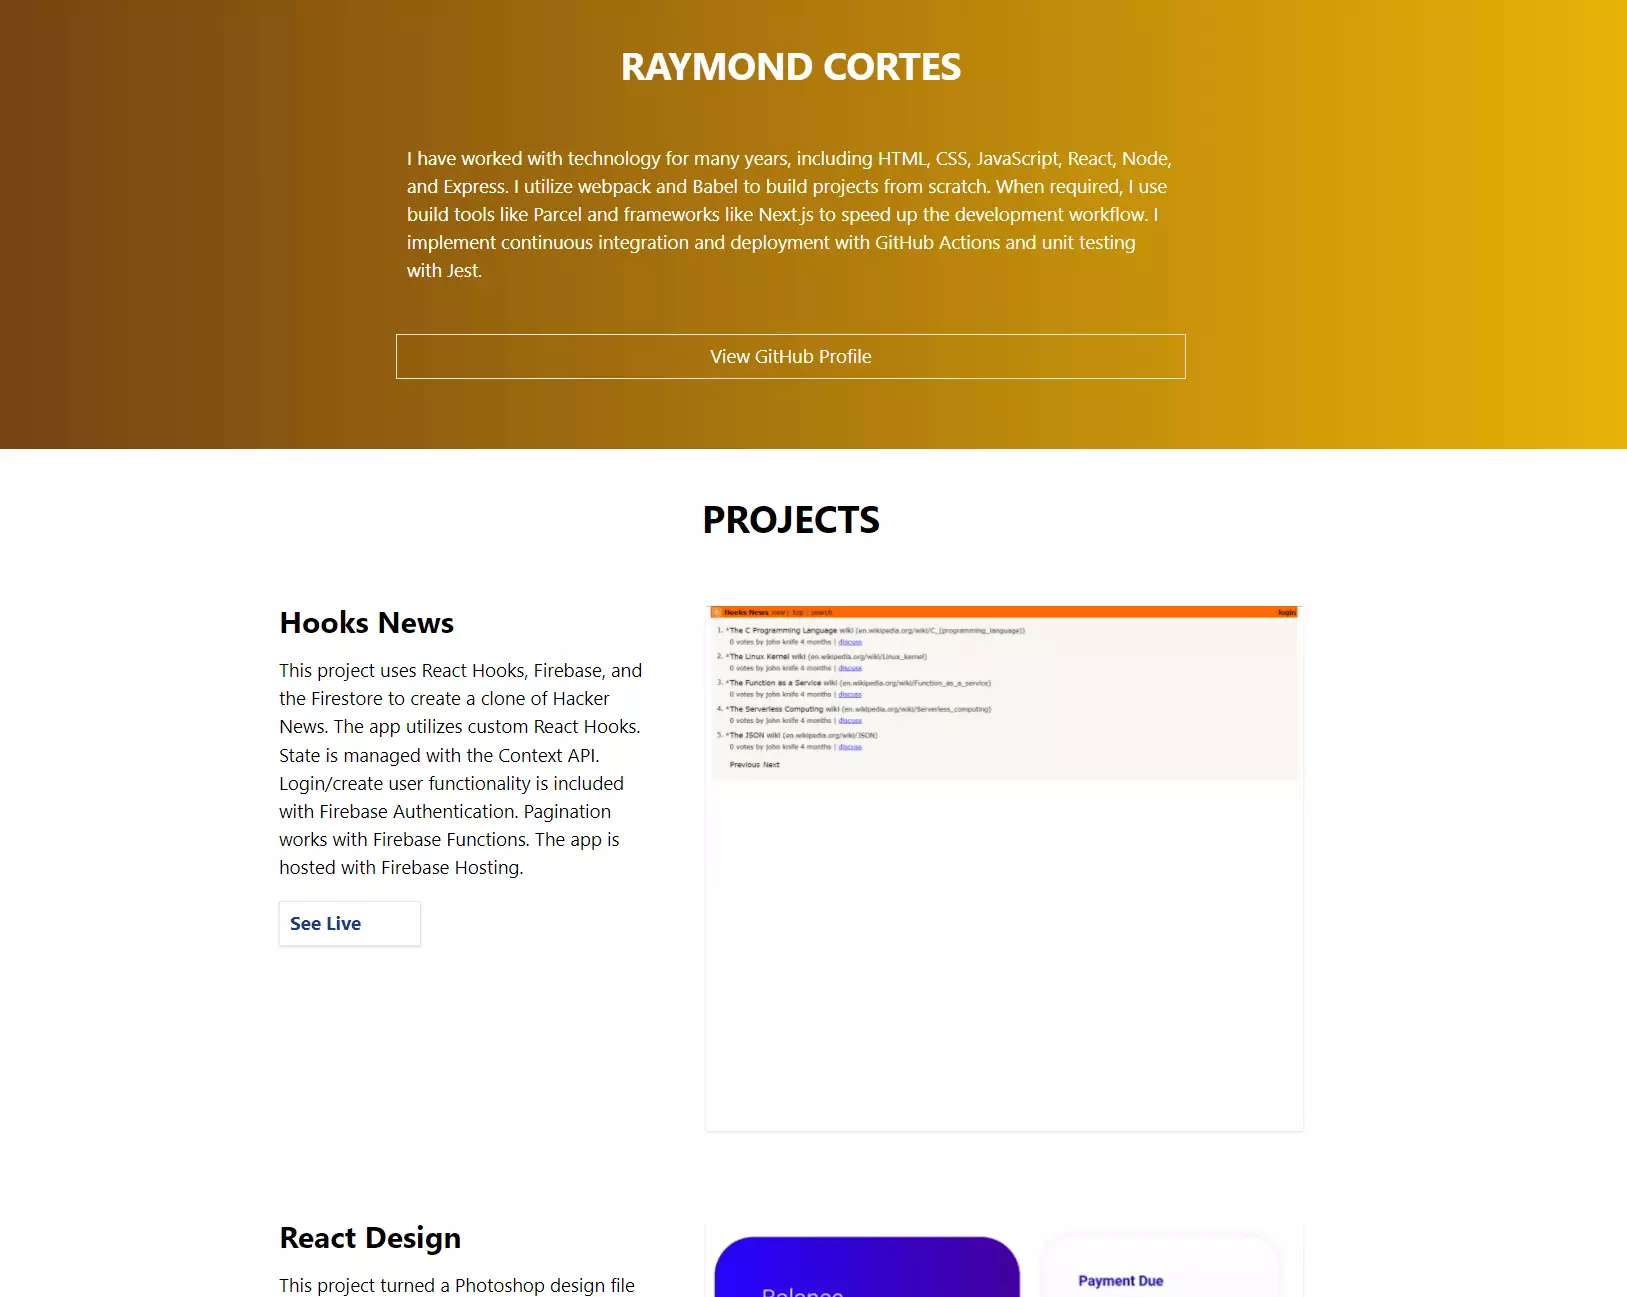 RAYMOND CORTES
I have worked with technology for many years, including HTML, CSS, JavaScript, React, Node,
and Express. I utilize webpack and Babel to build projects from scratch. When required, I use
build tools like Parcel and frameworks like Next.js to speed up the development workflow. I
implement continuous integration and deployment with GitHub Actions and unit testing
with Jest.
View GitHub Profile
PROJECTS
Hooks News
This project uses React Hooks, Firebase, and
the Firestore to create a clone of Hacker
News. The app utilizes custom React Hooks.
State is managed with the Context API.
Login/create user functionality is included
with Firebase Authentication. Pagination
works with Firebase Functions. The app is
hosted with Firebase Hosting.
See Live
Hooks News new | top | search login
1. *The C Programming Language wiki (en.wikipedia.org/wiki/C_(programming_language))
0 votes by john knife 4 months | discuss
2. *The Linux Kernel wiki (en.wikipedia.org/wiki/Linux_kernel)
0 votes by john knife 4 months | discuss
3. *The Function as a Service wiki (en.wikipedia.org/wiki/Function_as_a_service)
0 votes by john knife 4 months | discuss
4. *The Serverless Computing wiki (en.wikipedia.org/wiki/Serverless_computing)
0 votes by john knife 4 months | discuss
5. *The JSON wiki (en.wikipedia.org/wiki/JSON)
0 votes by john knife 4 months | discuss
Previous Next
React Design
This project turned a Photoshop design file
Balance
Payment Due